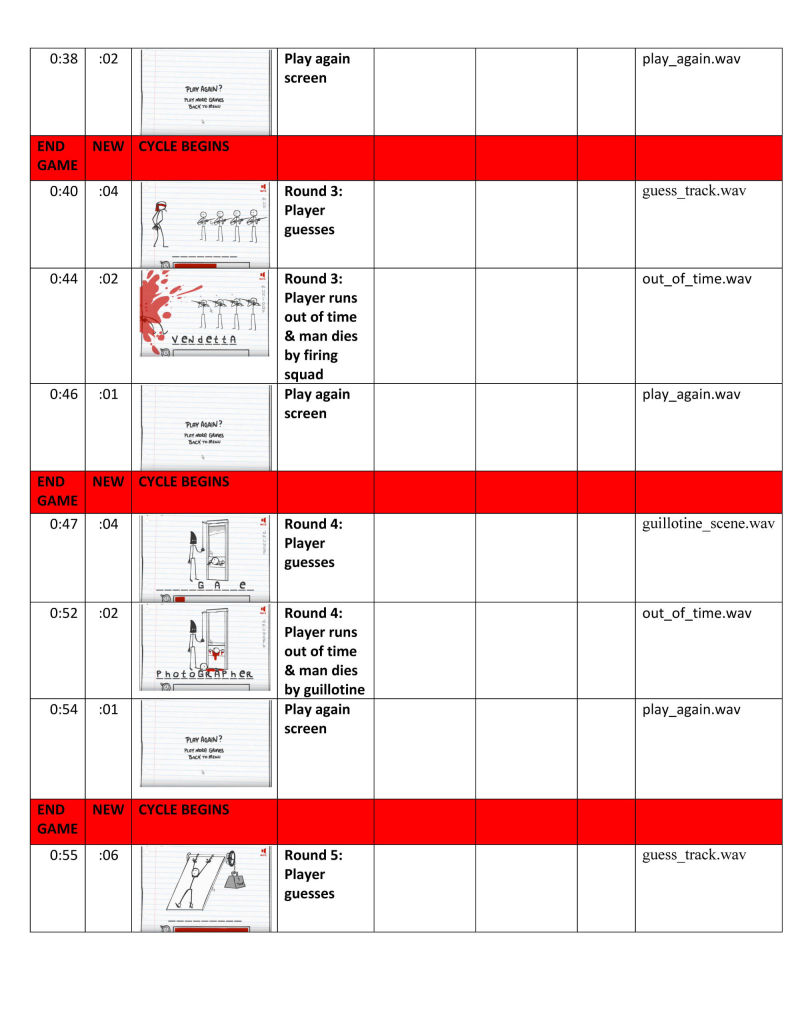 0:38 :02 Play again play_again.wav
screen
PLAY AGAIN?
PLAY MORE GAMES
BACK TO MENU
END NEW CYCLE BEGINS
GAME
0:40 :04 Round 3: guess_track.wav
Player
guesses
0:44 :02 Round 3: out_of_time.wav
Player runs
out of time
& man dies
by firing
squad
VeNdettA
0:46 :01 Play again play_again.wav
screen
PLAY AGAIN?
PLAY MORE GAMES
BACK TO MENU
END NEW CYCLE BEGINS
GAME
0:47 :04 Round 4: guillotine_scene.wav
Player
guesses
G A e
0:52 :02 Round 4: out_of_time.wav
Player runs
out of time
& man dies
by guillotine
PhotoGRAPheR
0:54 :01 Play again play_again.wav
screen
PLAY AGAIN?
PLAY MORE GAMES
BACK TO MENU
END NEW CYCLE BEGINS
GAME
0:55 :06 Round 5: guess_track.wav
Player
guesses